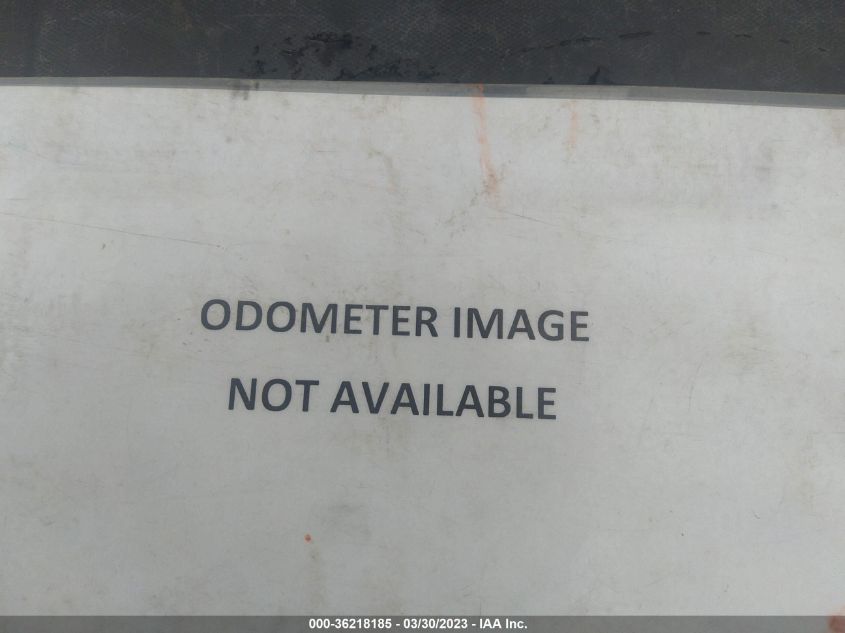 ODOMETER IMAGE
NOT AVAILABLE
000-36218185 - 03/30/2023 - IAA Inc.